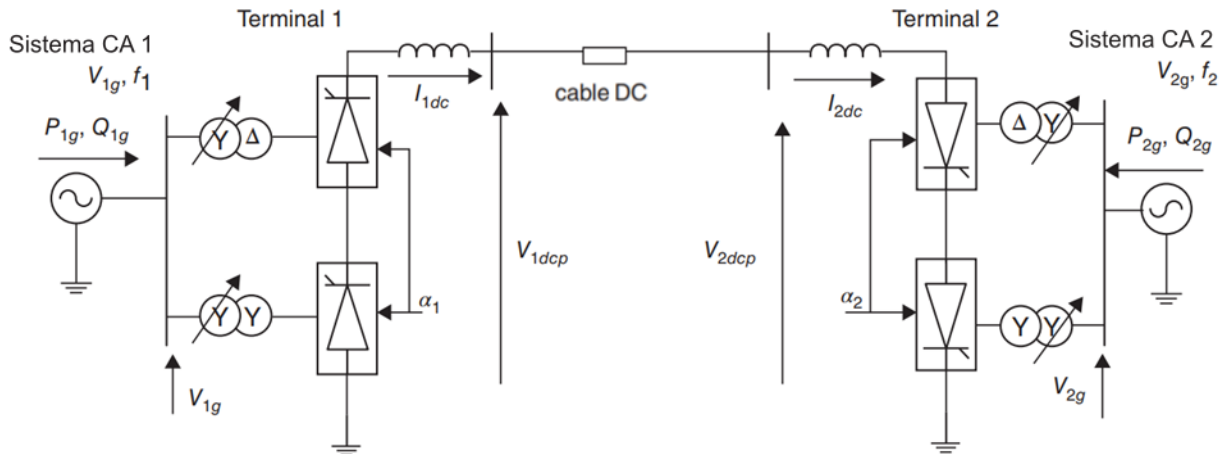 Terminal 1
Terminal 2
Sistema CA 1
Sistema CA 2
V1g, f1
V2g, f2
I1dc
cable DC
I2dc
P1g, Q1g
P2g, Q2g
Y Δ
Δ Y
V1dcp
V2dcp
α1
α2
Y Y
Y Y
V1g
V2g